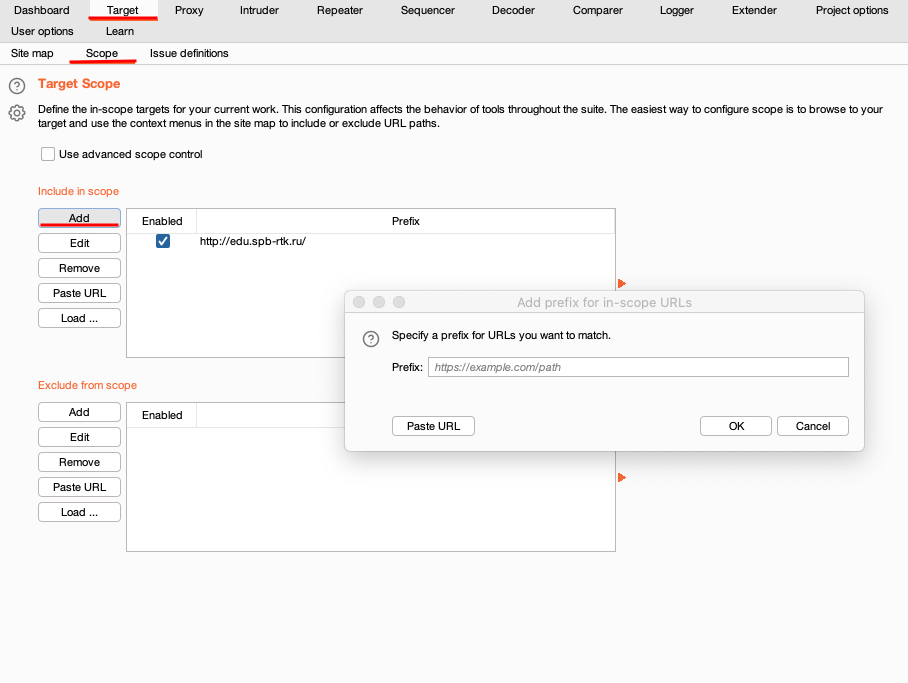 Dashboard Target Proxy Intruder Repeater Sequencer Decoder Comparer Logger Extender Project options
User options Learn
Site map Scope Issue definitions
Target Scope
Define the in-scope targets for your current work. This configuration affects the behavior of tools throughout the suite. The easiest way to configure scope is to browse to your
target and use the context menus in the site map to include or exclude URL paths.
Use advanced scope control
Include in scope
Add
Edit
Remove
Paste URL
Load ...
Enabled Prefix
http://edu.spb-rtk.ru/
Add prefix for in-scope URLs
Specify a prefix for URLs you want to match.
Prefix: https://example.com/path
Paste URL OK Cancel
Exclude from scope
Add
Edit
Remove
Paste URL
Load ...
Enabled